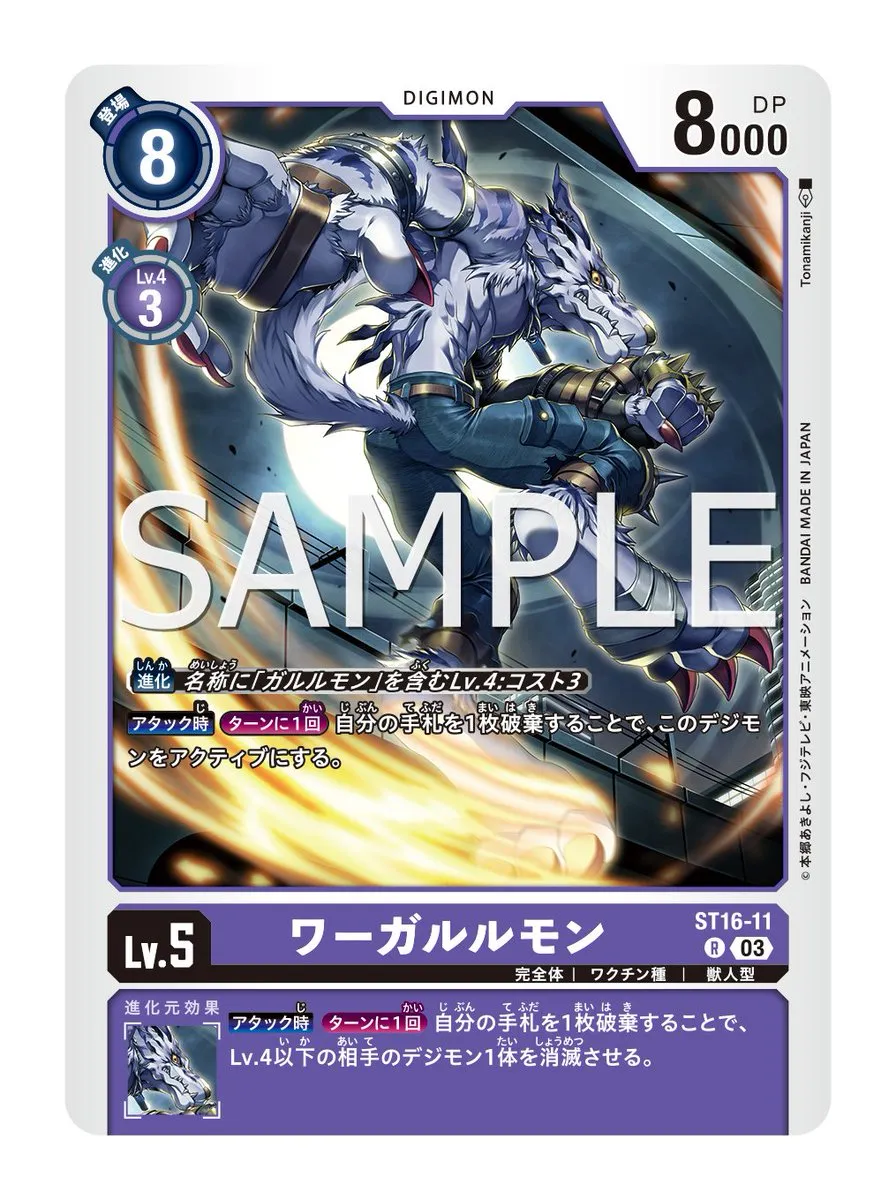 DIGIMON
登場
8
DP
8000
進化
Lv.4
3
Tonamikanji
BANDAI MADE IN JAPAN
© 本郷あきよし・フジテレビ・東映アニメーション
SAMPLE
進化 名称に「ガルルモン」を含むLv.4:コスト3
アタック時 ターンに1回 自分の手札を1枚破棄することで、このデジモ
ンをアクティブにする。
Lv.5
ワーガルルモン
ST16-11
R 03
完全体 | ワクチン種 | 獣人型
進化元効果
アタック時 ターンに1回 自分の手札を1枚破棄することで、
Lv.4以下の相手のデジモン1体を消滅させる。